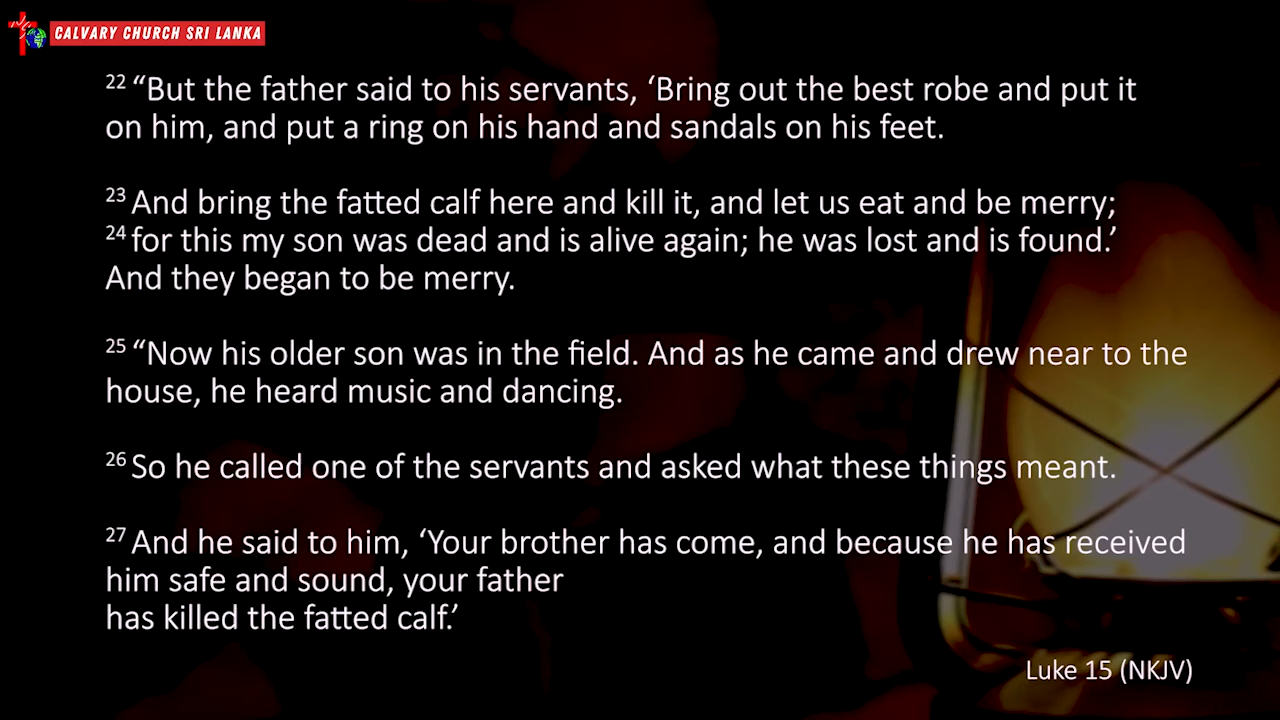 CALVARY CHURCH SRI LANKA
22 “But the father said to his servants, ‘Bring out the best robe and put it
on him, and put a ring on his hand and sandals on his feet.
23 And bring the fatted calf here and kill it, and let us eat and be merry;
24 for this my son was dead and is alive again; he was lost and is found.’
And they began to be merry.
25 “Now his older son was in the field. And as he came and drew near to the
house, he heard music and dancing.
26 So he called one of the servants and asked what these things meant.
27 And he said to him, ‘Your brother has come, and because he has received
him safe and sound, your father
has killed the fatted calf.’
Luke 15 (NKJV)